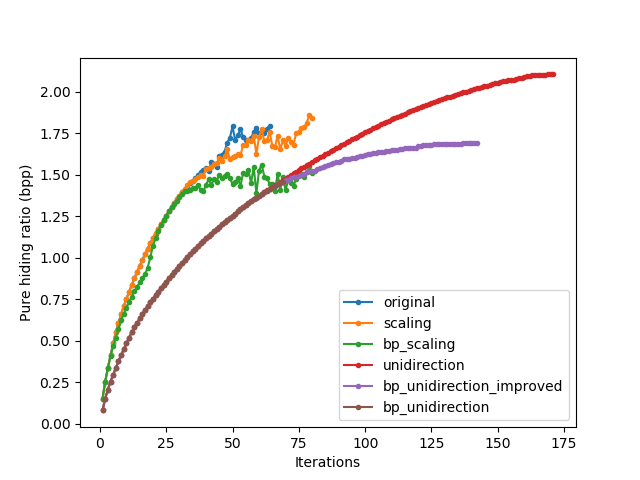 Pure hiding ratio (bpp)
2.00
1.75
1.50
1.25
1.00
0.75
0.50
0.25
0.00
original
scaling
bp_scaling
unidirection
bp_unidirection_improved
bp_unidirection
0 25 50 75 100 125 150 175
Iterations